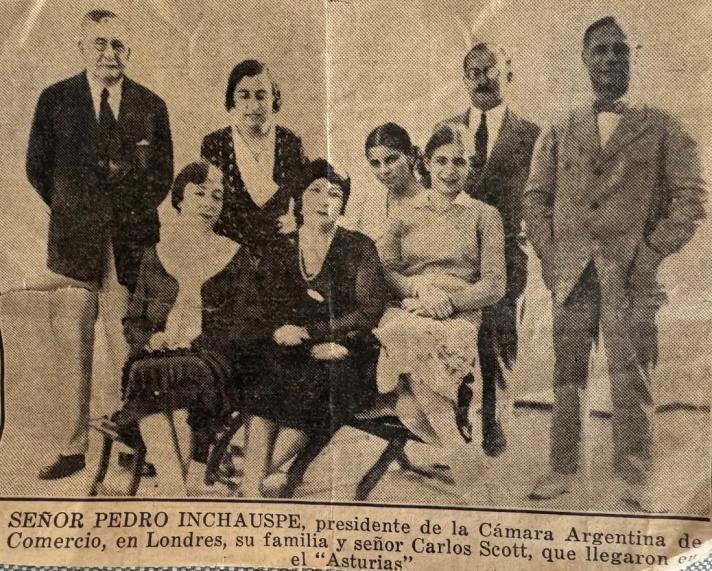 SEÑOR PEDRO INCHAUSPE, presidente de la Cámara Argentina de
Comercio, en Londres, su familia y señor Carlos Scott, que llegaron en
el "Asturias"